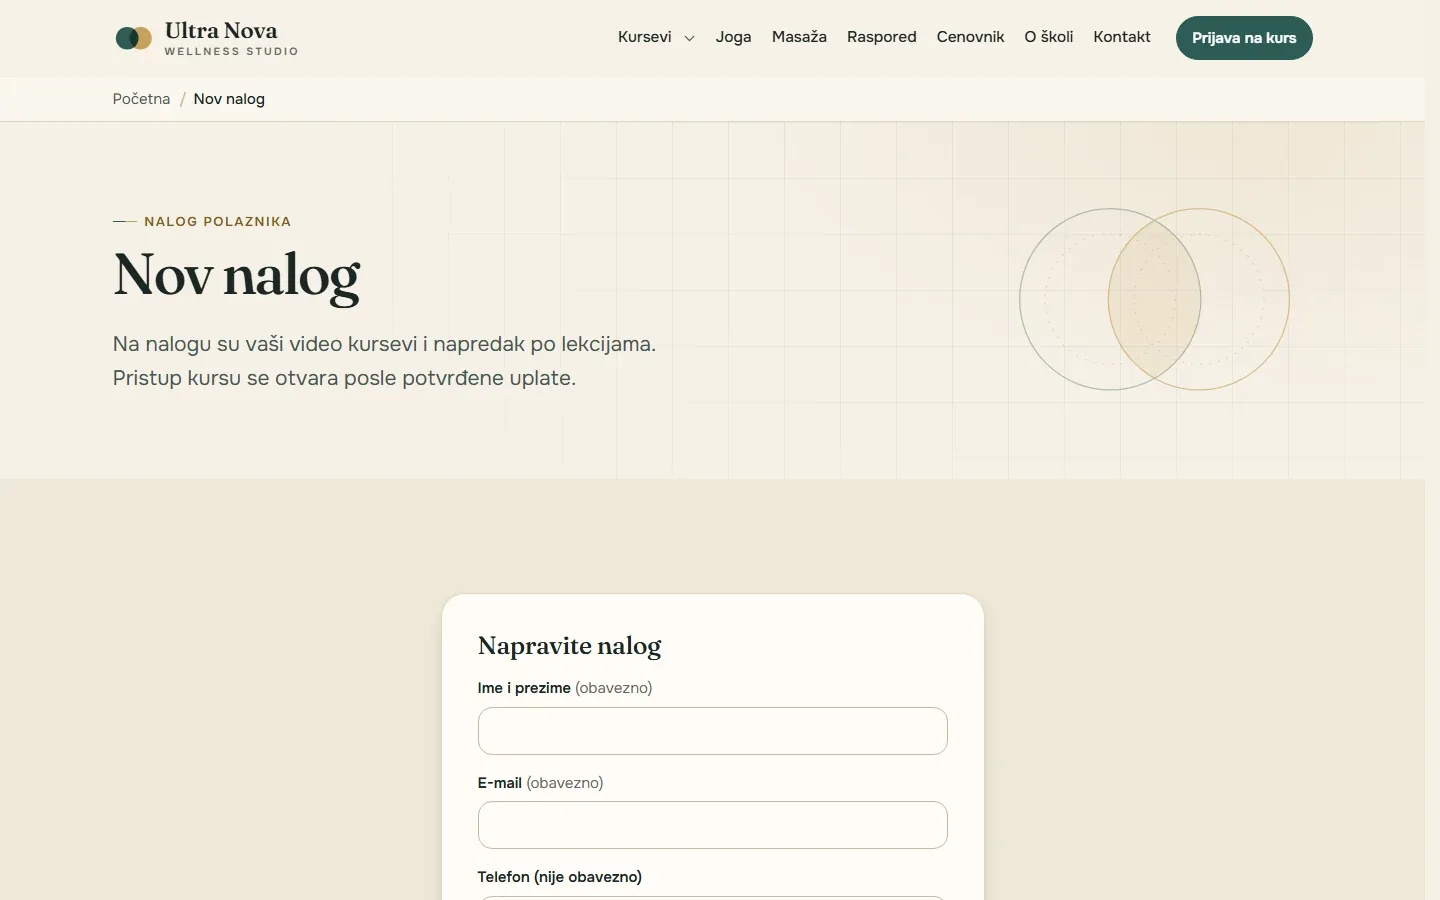 Ultra Nova
WELLNESS STUDIO
Kursevi
Joga
Masaža
Raspored
Cenovnik
O školi
Kontakt
Prijava na kurs
Početna / Nov nalog
NALOG POLAZNIKA
Nov nalog
Na nalogu su vaši video kursevi i napredak po lekcijama.
Pristup kursu se otvara posle potvrđene uplate.
Napravite nalog
Ime i prezime (obavezno)
E-mail (obavezno)
Telefon (nije obavezno)